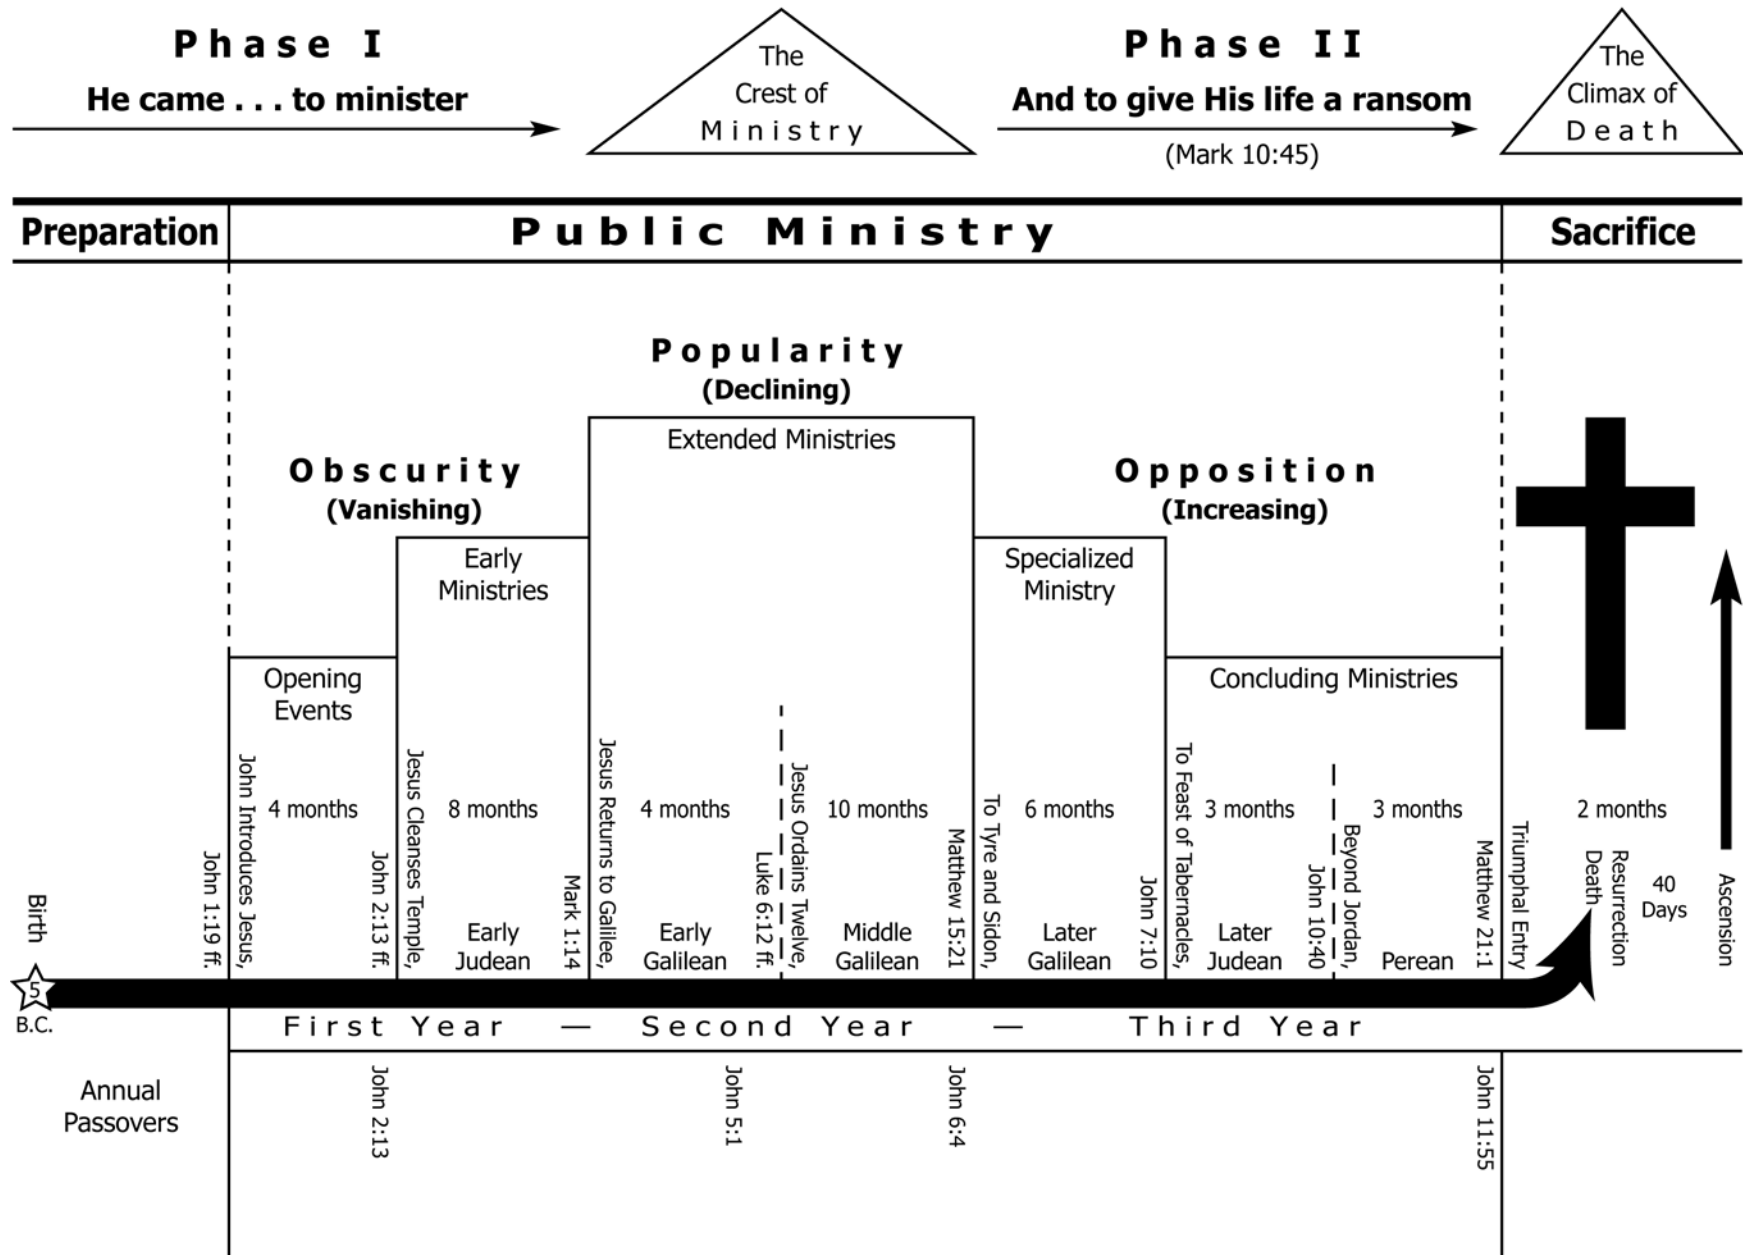 Phase I
He came . . . to minister
The
Crest of
Ministry
Phase II
And to give His life a ransom
(Mark 10:45)
The
Climax of
Death
Preparation
Public Ministry
Sacrifice
Popularity
(Declining)
Extended Ministries
Obscurity
(Vanishing)
Opposition
(Increasing)
Early
Ministries
Specialized
Ministry
Opening
Events
Concluding Ministries
4 months
8 months
4 months
10 months
6 months
3 months
3 months
2 months
Birth
John 1:19 ff.
John Introduces Jesus,
John 2:13 ff.
Jesus Cleanses Temple,
Early
Judean
Mark 1:14
Jesus Returns to Galilee,
Early
Galilean
Luke 6:12 ff.
Jesus Ordains Twelve,
Middle
Galilean
Matthew 15:21
To Tyre and Sidon,
Later
Galilean
John 7:10
To Feast of Tabernacles,
Later
Judean
John 10:40
Beyond Jordan,
Perean
Matthew 21:1
Triumphal Entry
Death
Resurrection
40
Days
Ascension
5
B.C.
First Year — Second Year — Third Year
Annual
Passovers
John 2:13
John 5:1
John 6:4
John 11:55